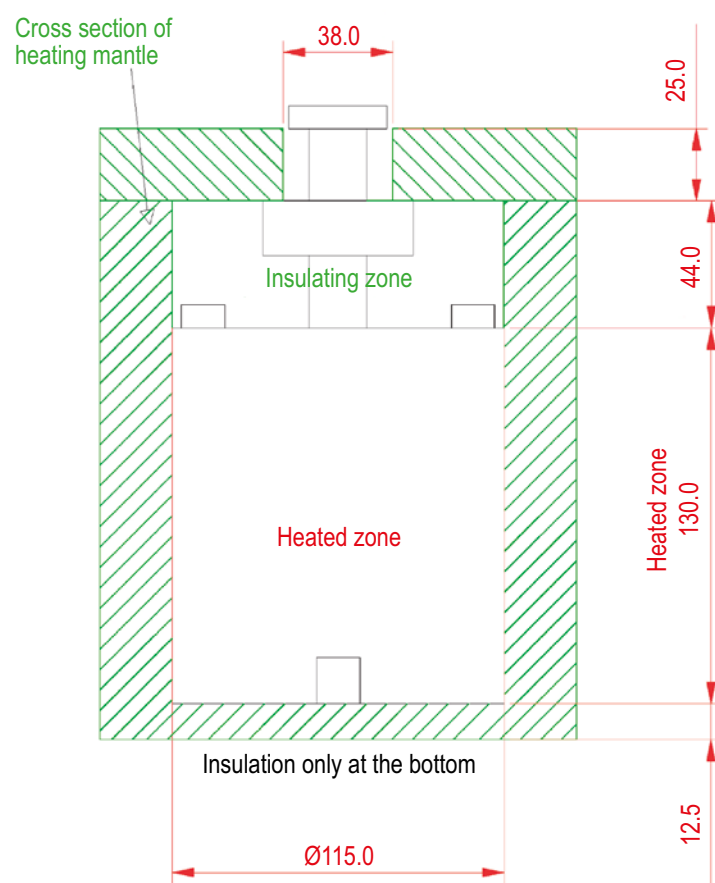 Cross section of
heating mantle
38.0
25.0
Insulating zone
44.0
Heated zone
Heated zone
130.0
Insulation only at the bottom
12.5
Ø115.0